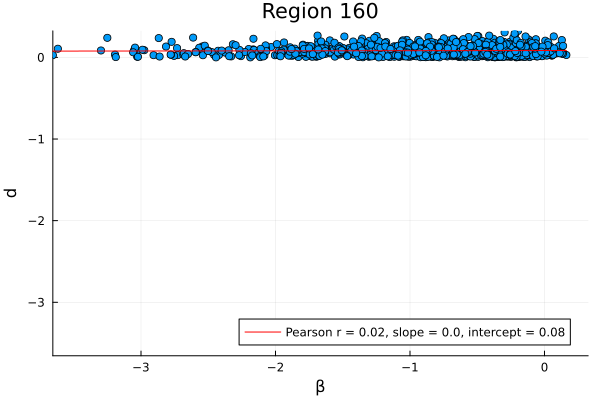 Region 160
d
0
−1
−2
−3
Pearson r = 0.02, slope = 0.0, intercept = 0.08
−3
−2
−1
0
β